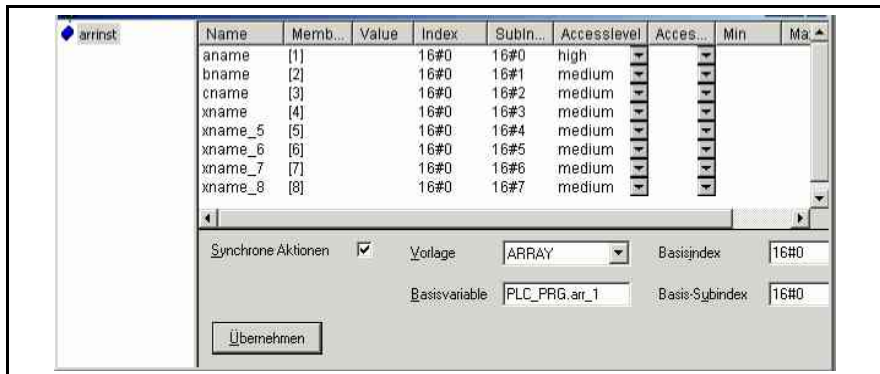 arrinst
Name Memb... Value Index SubIn... Accesslevel Acces... Min Ma
aname [1] 16#0 16#0 high
bname [2] 16#0 16#1 medium
cname [3] 16#0 16#2 medium
xname [4] 16#0 16#3 medium
xname_5 [5] 16#0 16#4 medium
xname_6 [6] 16#0 16#5 medium
xname_7 [7] 16#0 16#6 medium
xname_8 [8] 16#0 16#7 medium
Synchrone Aktionen Vorlage ARRAY Basisindex 16#0
Basisvariable PLC_PRG.arr_1 Basis-Subindex 16#0
Übernehmen